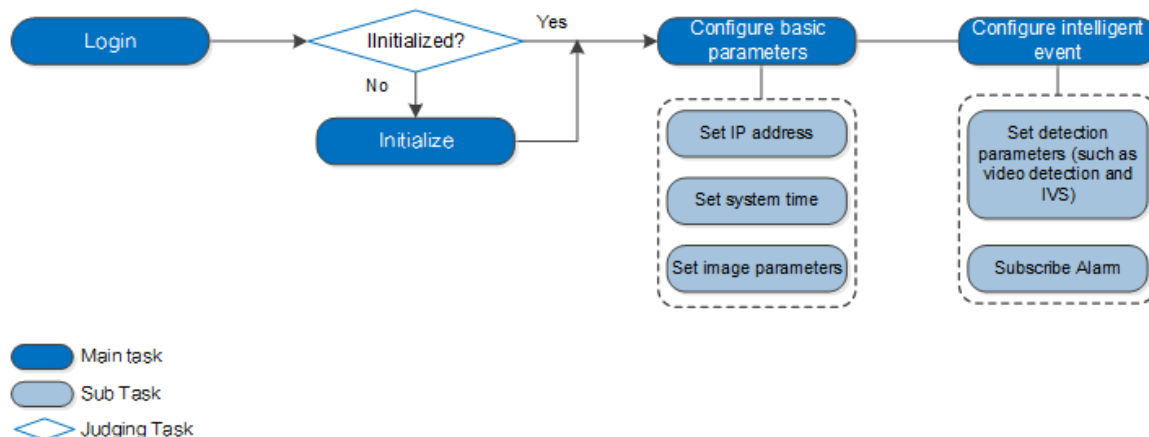 Login
IInitialized?
Yes
No
Initialize
Configure basic
parameters
Set IP address
Set system time
Set image parameters
Configure intelligent
event
Set detection
parameters (such as
video detection and
IVS)
Subscribe Alarm
Main task
Sub Task
Judging Task